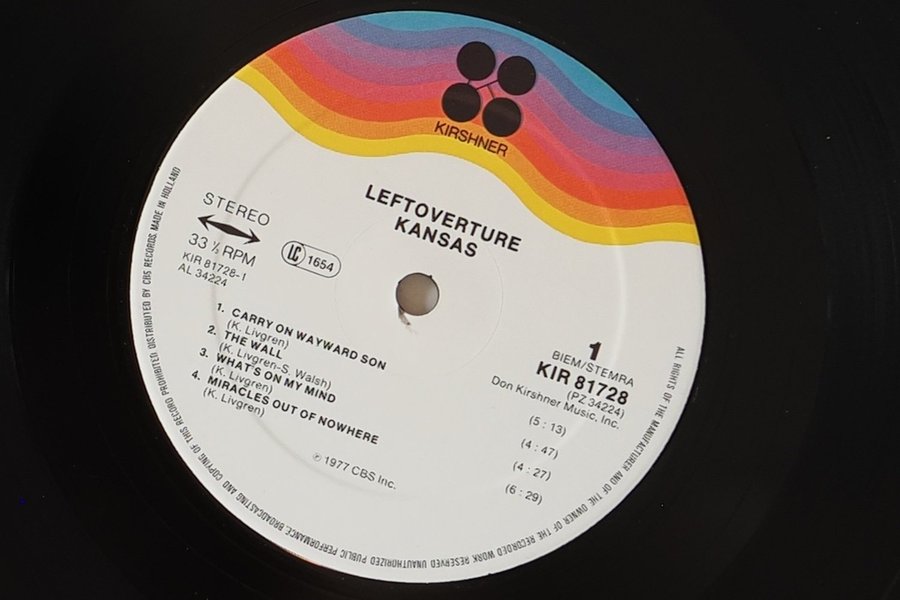 KIRSHNER
LEFTOVERTURE
KANSAS
STEREO
33 ⅓ RPM
KIR 81728-1
AL 34224
LC 1654
1
BIEM/STEMRA
KIR 81728
(PZ 34224)
Don Kirshner Music, Inc.
1. CARRY ON WAYWARD SON (5 : 13)
(K. Livgren)
2. THE WALL (4 : 47)
(K. Livgren-S. Walsh)
3. WHAT'S ON MY MIND (4 : 27)
(K. Livgren)
4. MIRACLES OUT OF NOWHERE (6 : 29)
(K. Livgren)
℗ 1977 CBS Inc.
ALL RIGHTS OF THE MANUFACTURER AND OF THE OWNER OF THE RECORDED WORK RESERVED UNAUTHORIZED PUBLIC PERFORMANCE BROADCASTING AND COPYING OF THIS RECORD PROHIBITED DISTRIBUTED BY CBS RECORDS. MADE IN HOLLAND